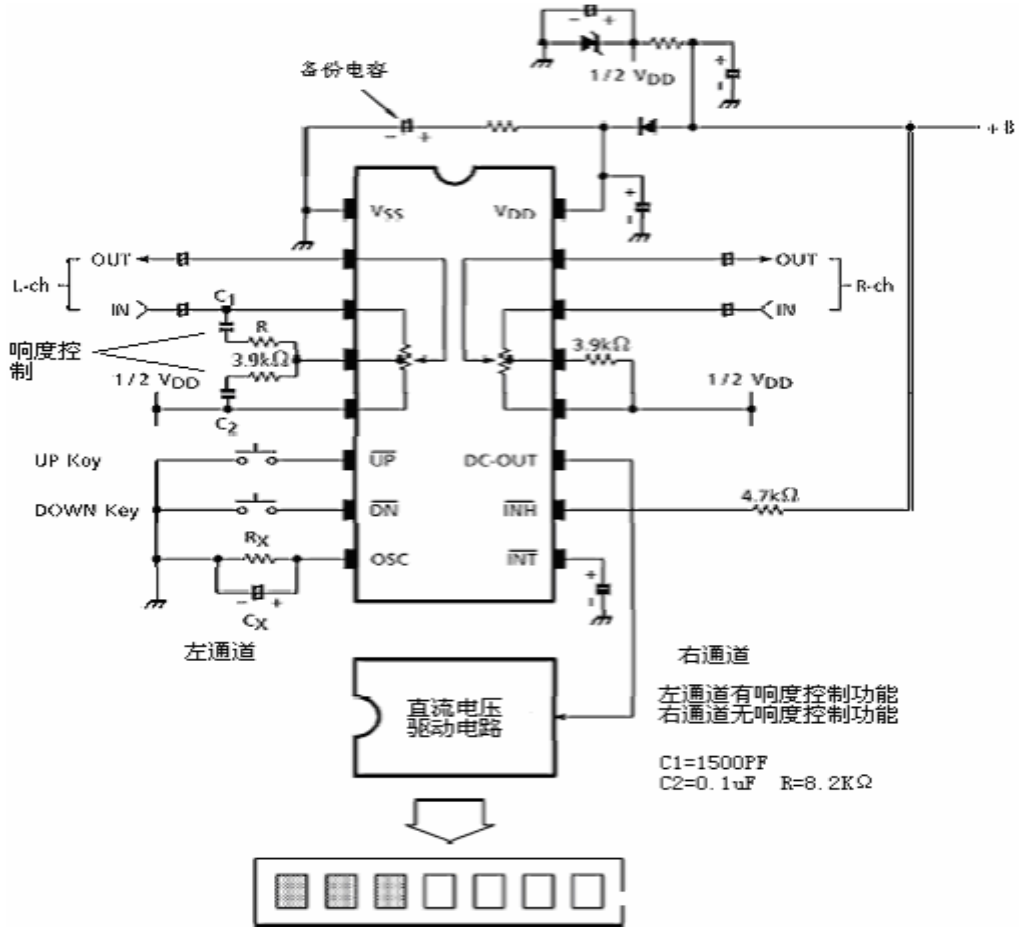 备份电容
- +
1/2 VDD
+
-
- +
+B
VSS
VDD
+
-
L-ch
OUT
IN
OUT
IN
R-ch
C1
R
3.9kΩ
响度控
制
1/2 VDD
C2
3.9kΩ
1/2 VDD
UP Koy
UP
DC-OUT
DOWN Key
DN
INH
4.7kΩ
RX
OSC
INT
- +
CX
+
-
左通道
右通道
直流电压
驱动电路
左通道有响度控制功能
右通道无响度控制功能
C1=1500PF
C2=0.1uF R=8.2KΩ